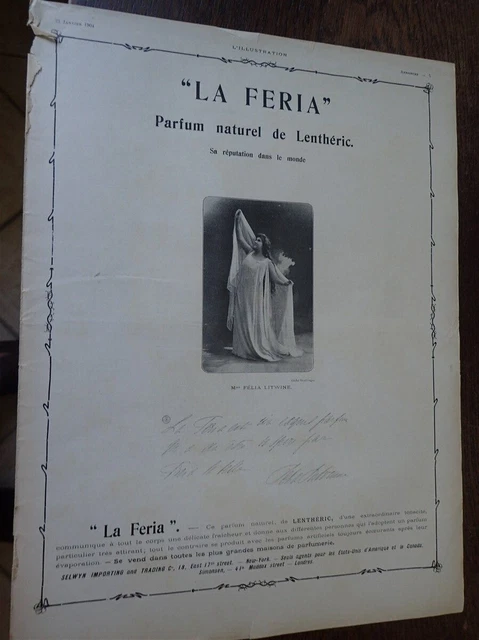 L'ILLUSTRATION
"LA FERIA"
Parfum naturel de Lenthéric.
Sa réputation dans le monde
Mme FÉLIA LITVINNE.
" La Feria ". — Ce parfum naturel, de LENTHÉRIC, d'une extraordinaire ténacité,
communique à tout le corps une délicate fraîcheur et donne aux différentes personnes qui l'adoptent un parfum
particulier très attirant, tout le contraire se produit avec les parfums artificiels toujours écœurants après leur
évaporation. — Se vend dans toutes les plus grandes maisons de parfumerie.
SELWYN IMPORTING and TRADING Co, 18, East 17th street. — New-York. — Seuls agents pour les États-Unis d'Amérique et le Canada.
street. — Londres.